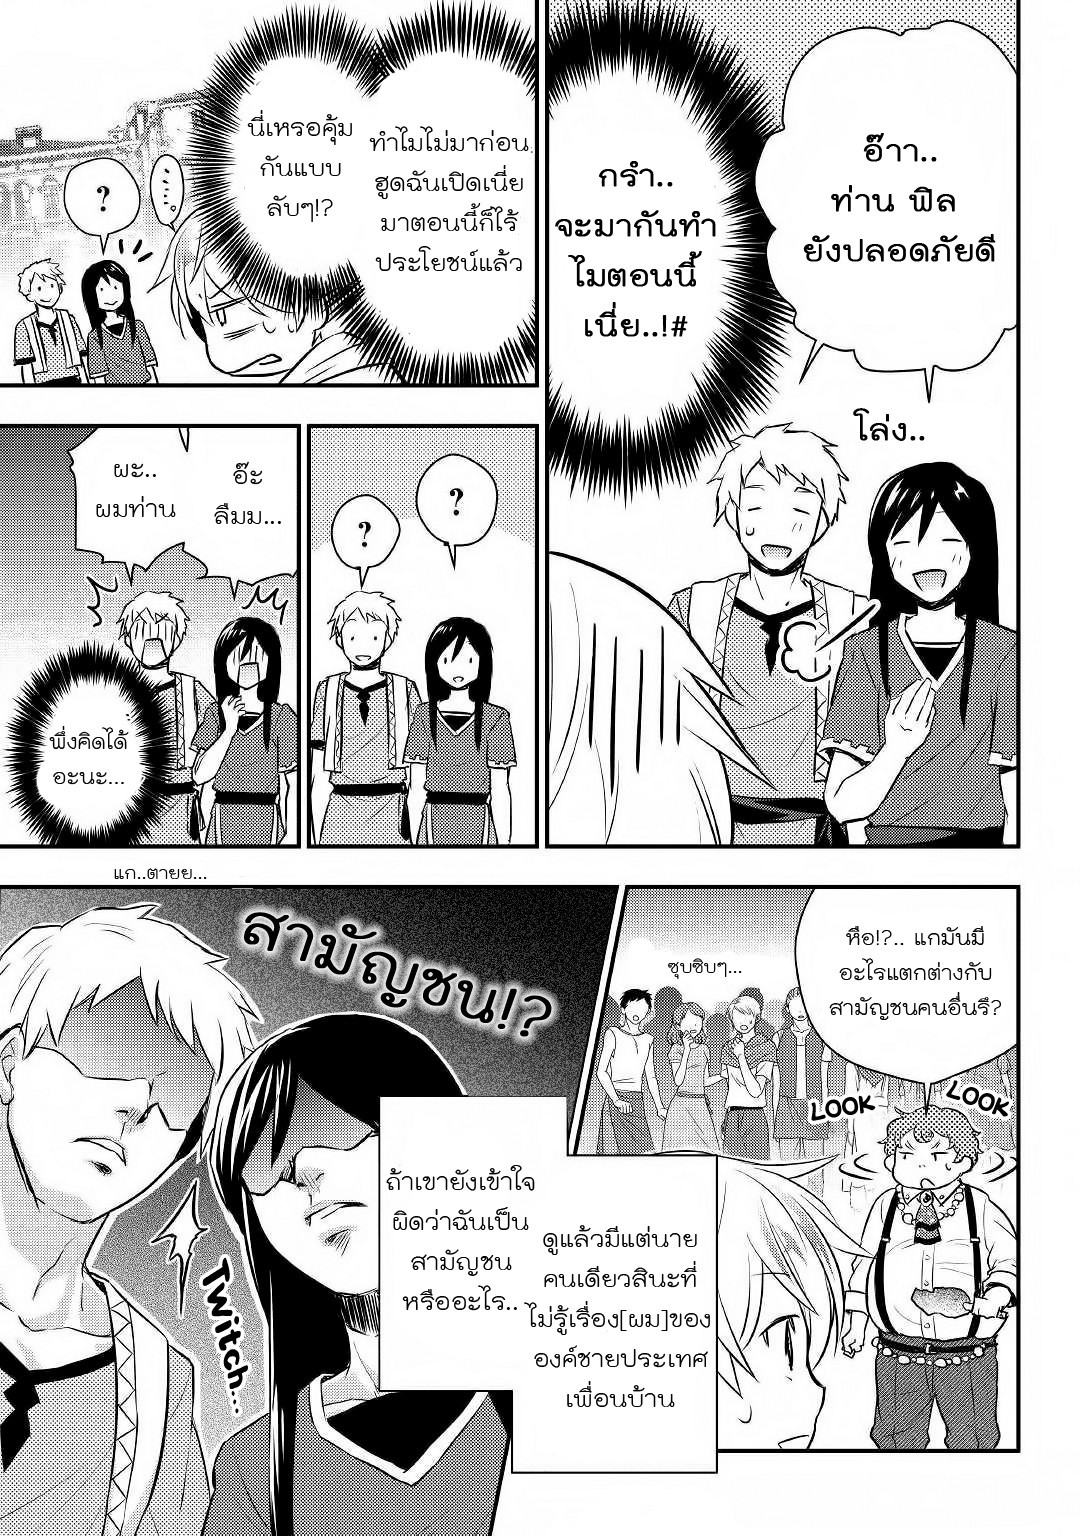 อ๊าา..
ท่าน ฟิล
ยังปลอดภัยดี
กรำ..
จะมากันทำ
ไมตอนนี้
เนี่ย..!#
โล่ง..
ทำไมไม่มาก่อน
ฮูดฉันเปิดเนี่ย
มาตอนนี้ก็ไร้
ประโยชน์แล้ว
นี่เหรอคุ้ม
กันแบบ
ลับๆ!?
....
?
?
?
อ๊ะ
ลืมม...
ผะ..
ผมท่าน
พึ่งคิดได้
อะนะ...
หือ!?.. แกมันมี
อะไรแตกต่างกับ
สามัญชนคนอื่นรึ?
ซุบซิบๆ...
LOOK
LOOK
ดูแล้วมีแต่นาย
คนเดียวสินะที่
ไม่รู้เรื่อง[ผม]ของ
องค์ชายประเทศ
เพื่อนบ้าน
แก..ตายย...
สามัญชน!?
ถ้าเขายังเข้าใจ
ผิดว่าฉันเป็น
สามัญชน
หรืออะไร..
Twitch...